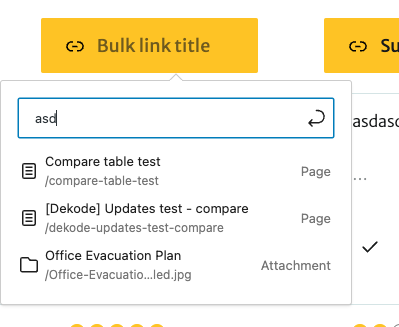 Bulk link title
Su
asd
asdasd
Compare table test
Page
/compare-table-test
...
[Dekode] Updates test - compare
Page
/dekode-updates-test-compare
Office Evacuation Plan
Attachment
/Office-Evacuatio...led.jpg